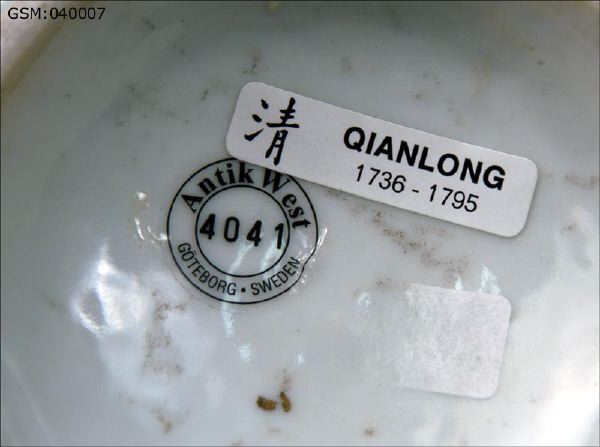 GSM:040007
清
QIANLONG
1736 - 1795
Antik West
4041
GÖTEBORG • SWEDEN